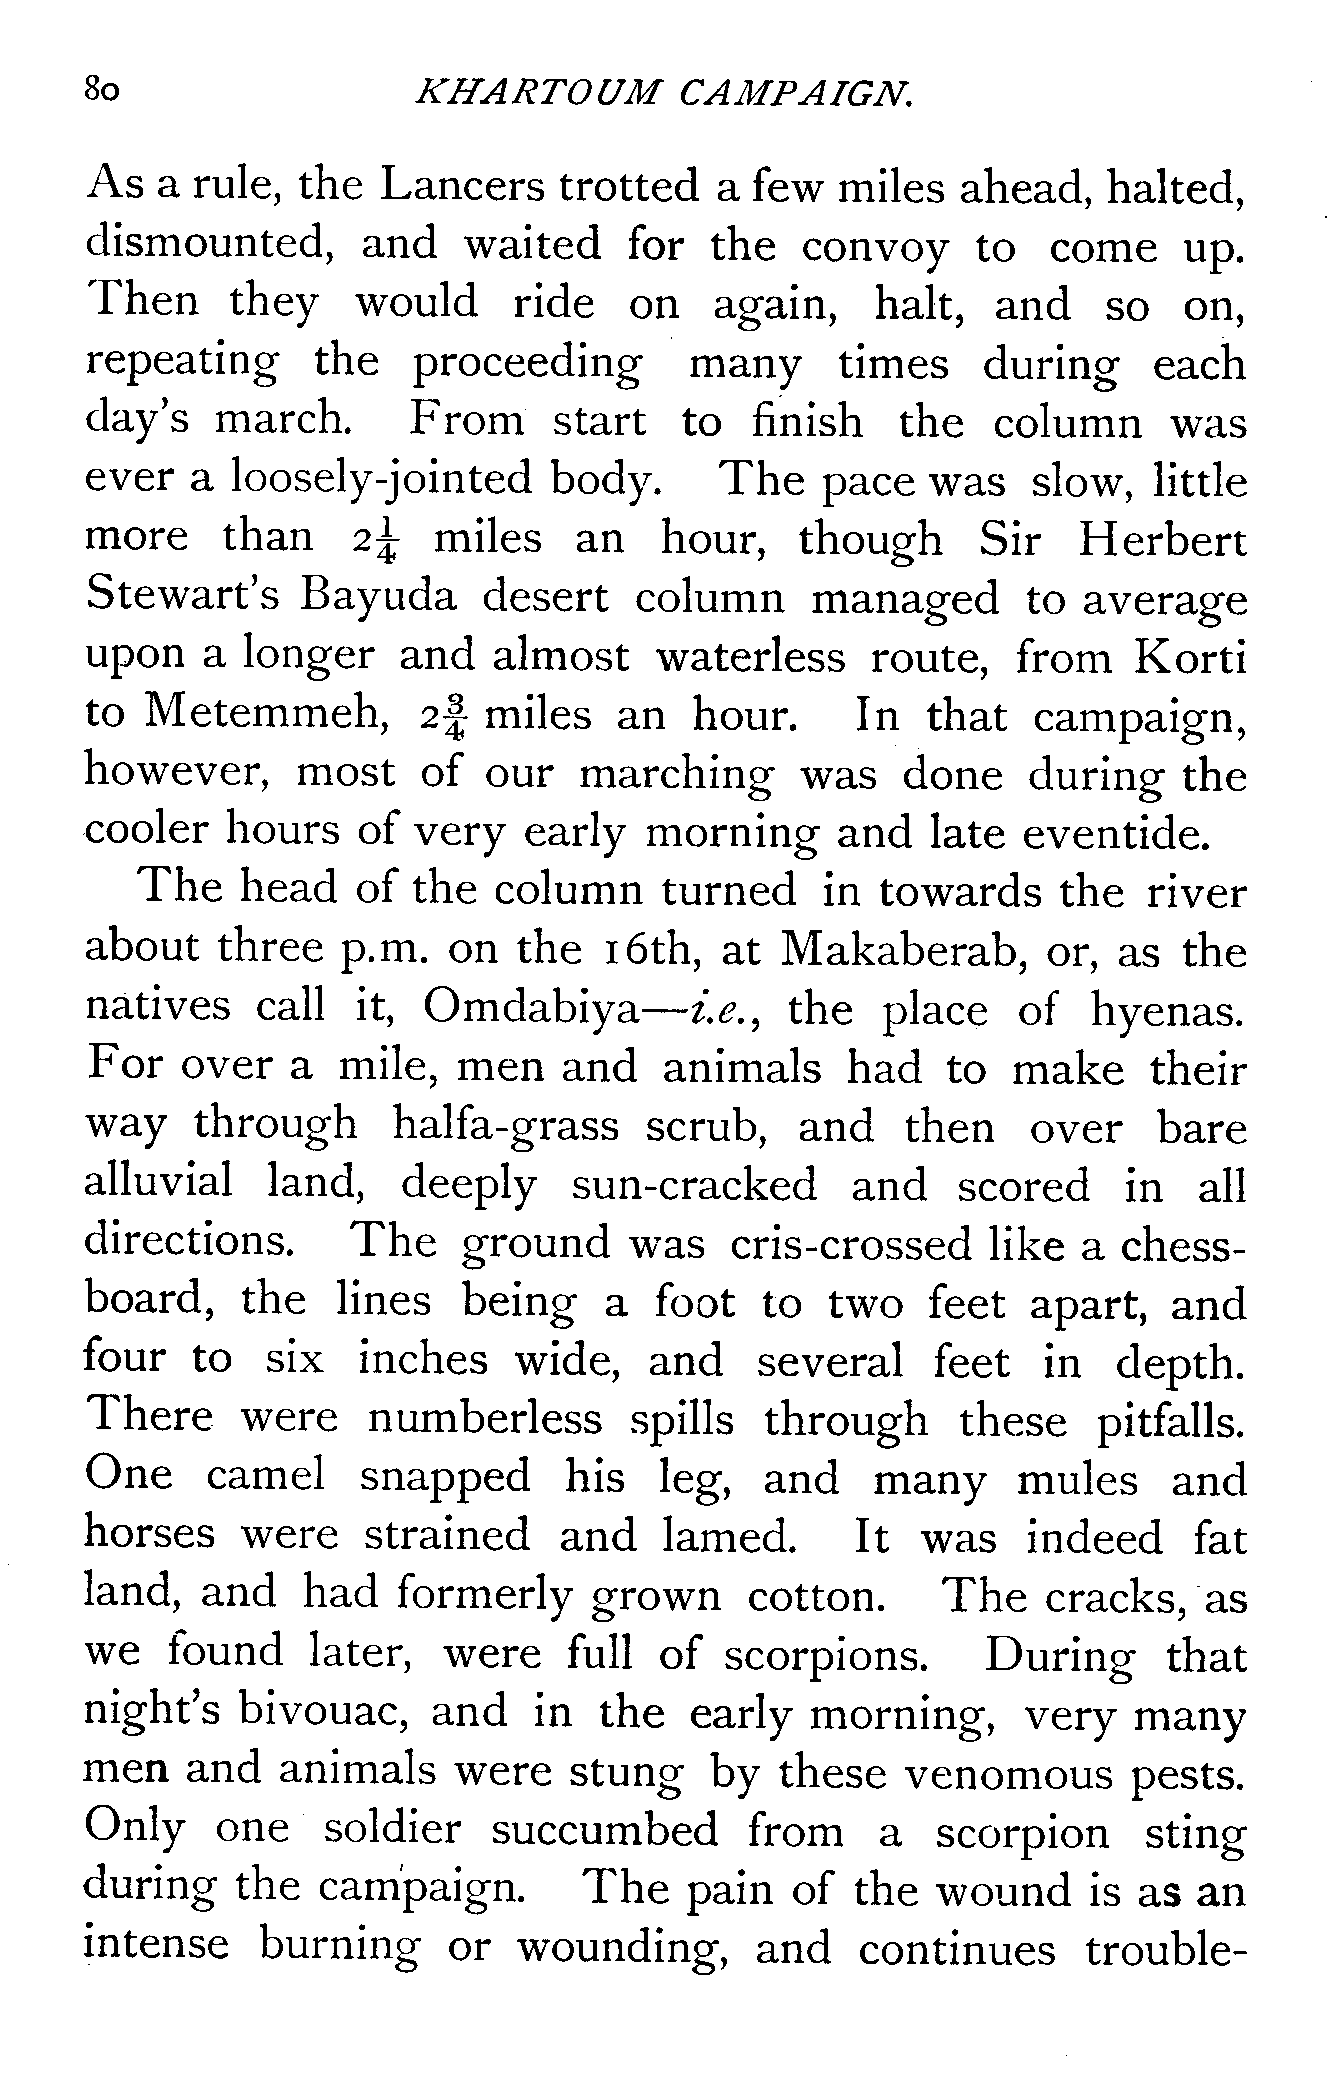 80 KHARTOUM CAMPAIGN.
As a rule, the Lancers trotted a few miles ahead, halted,
dismounted, and waited for the convoy to come up.
Then they would ride on again, halt, and so on,
repeating the proceeding many times during each
day's march. From start to finish the column was
ever a loosely-jointed body. The pace was slow, little
more than 2¼ miles an hour, though Sir Herbert
Stewart's Bayuda desert column managed to average
upon a longer and almost waterless route, from Korti
to Metemmeh, 2¾ miles an hour. In that campaign,
however, most of our marching was done during the
cooler hours of very early morning and late eventide.
The head of the column turned in towards the river
about three p.m. on the 16th, at Makaberab, or, as the
natives call it, Omdabiya—i.e., the place of hyenas.
For over a mile, men and animals had to make their
way through halfa-grass scrub, and then over bare
alluvial land, deeply sun-cracked and scored in all
directions. The ground was cris-crossed like a chess-
board, the lines being a foot to two feet apart, and
four to six inches wide, and several feet in depth.
There were numberless spills through these pitfalls.
One camel snapped his leg, and many mules and
horses were strained and lamed. It was indeed fat
land, and had formerly grown cotton. The cracks, as
we found later, were full of scorpions. During that
night's bivouac, and in the early morning, very many
men and animals were stung by these venomous pests.
Only one soldier succumbed from a scorpion sting
during the campaign. The pain of the wound is as an
intense burning or wounding, and continues trouble-